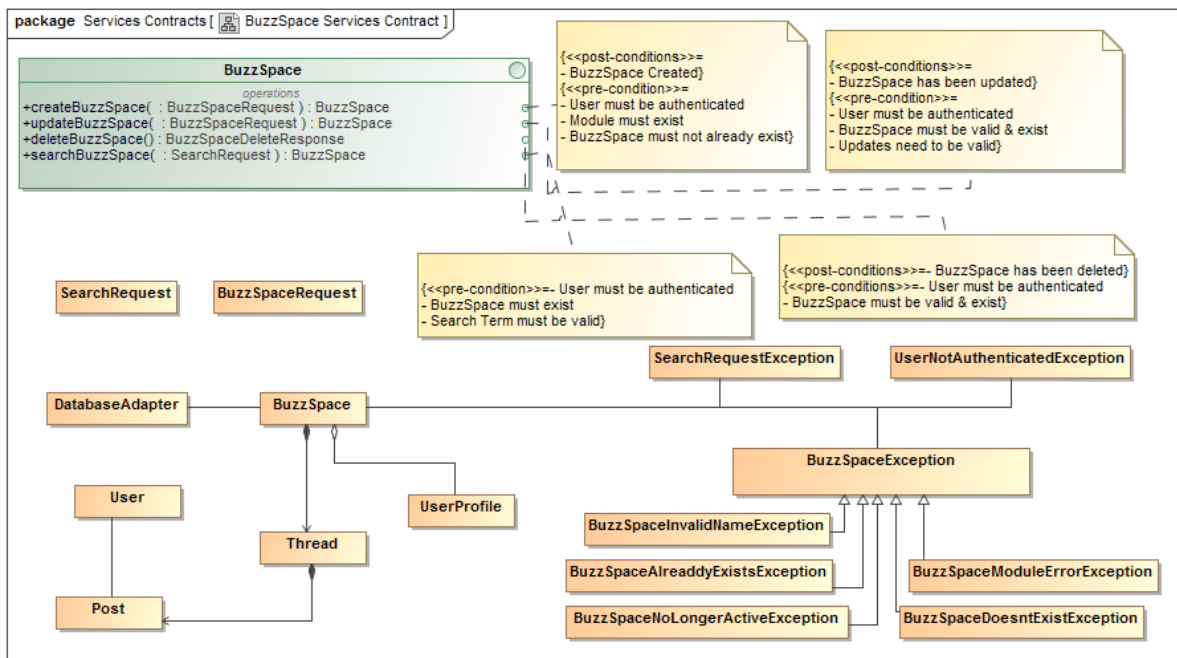 package Services Contracts [ BuzzSpace Services Contract ]
BuzzSpace
operations
+createBuzzSpace( : BuzzSpaceRequest ) : BuzzSpace
+updateBuzzSpace( : BuzzSpaceRequest ) : BuzzSpace
+deleteBuzzSpace() : BuzzSpaceDeleteResponse
+searchBuzzSpace( : SearchRequest ) : BuzzSpace
{<<post-conditions>>=
- BuzzSpace Created}
{<<pre-condition>>=
- User must be authenticated
- Module must exist
- BuzzSpace must not already exist}
{<<post-conditions>>=
- BuzzSpace has been updated}
{<<pre-condition>>=
- User must be authenticated
- BuzzSpace must be valid & exist
- Updates need to be valid}
{<<pre-condition>>=- User must be authenticated
- BuzzSpace must exist
- Search Term must be valid}
{<<post-conditions>>=- BuzzSpace has been deleted}
{<<pre-conditions>>=- User must be authenticated
- BuzzSpace must be valid & exist}
SearchRequest
BuzzSpaceRequest
SearchRequestException
UserNotAuthenticatedException
DatabaseAdapter
BuzzSpace
BuzzSpaceException
User
UserProfile
BuzzSpaceInvalidNameException
Thread
BuzzSpaceAlreaddyExistsException
BuzzSpaceModuleErrorException
Post
BuzzSpaceNoLongerActiveException
BuzzSpaceDoesntExistException